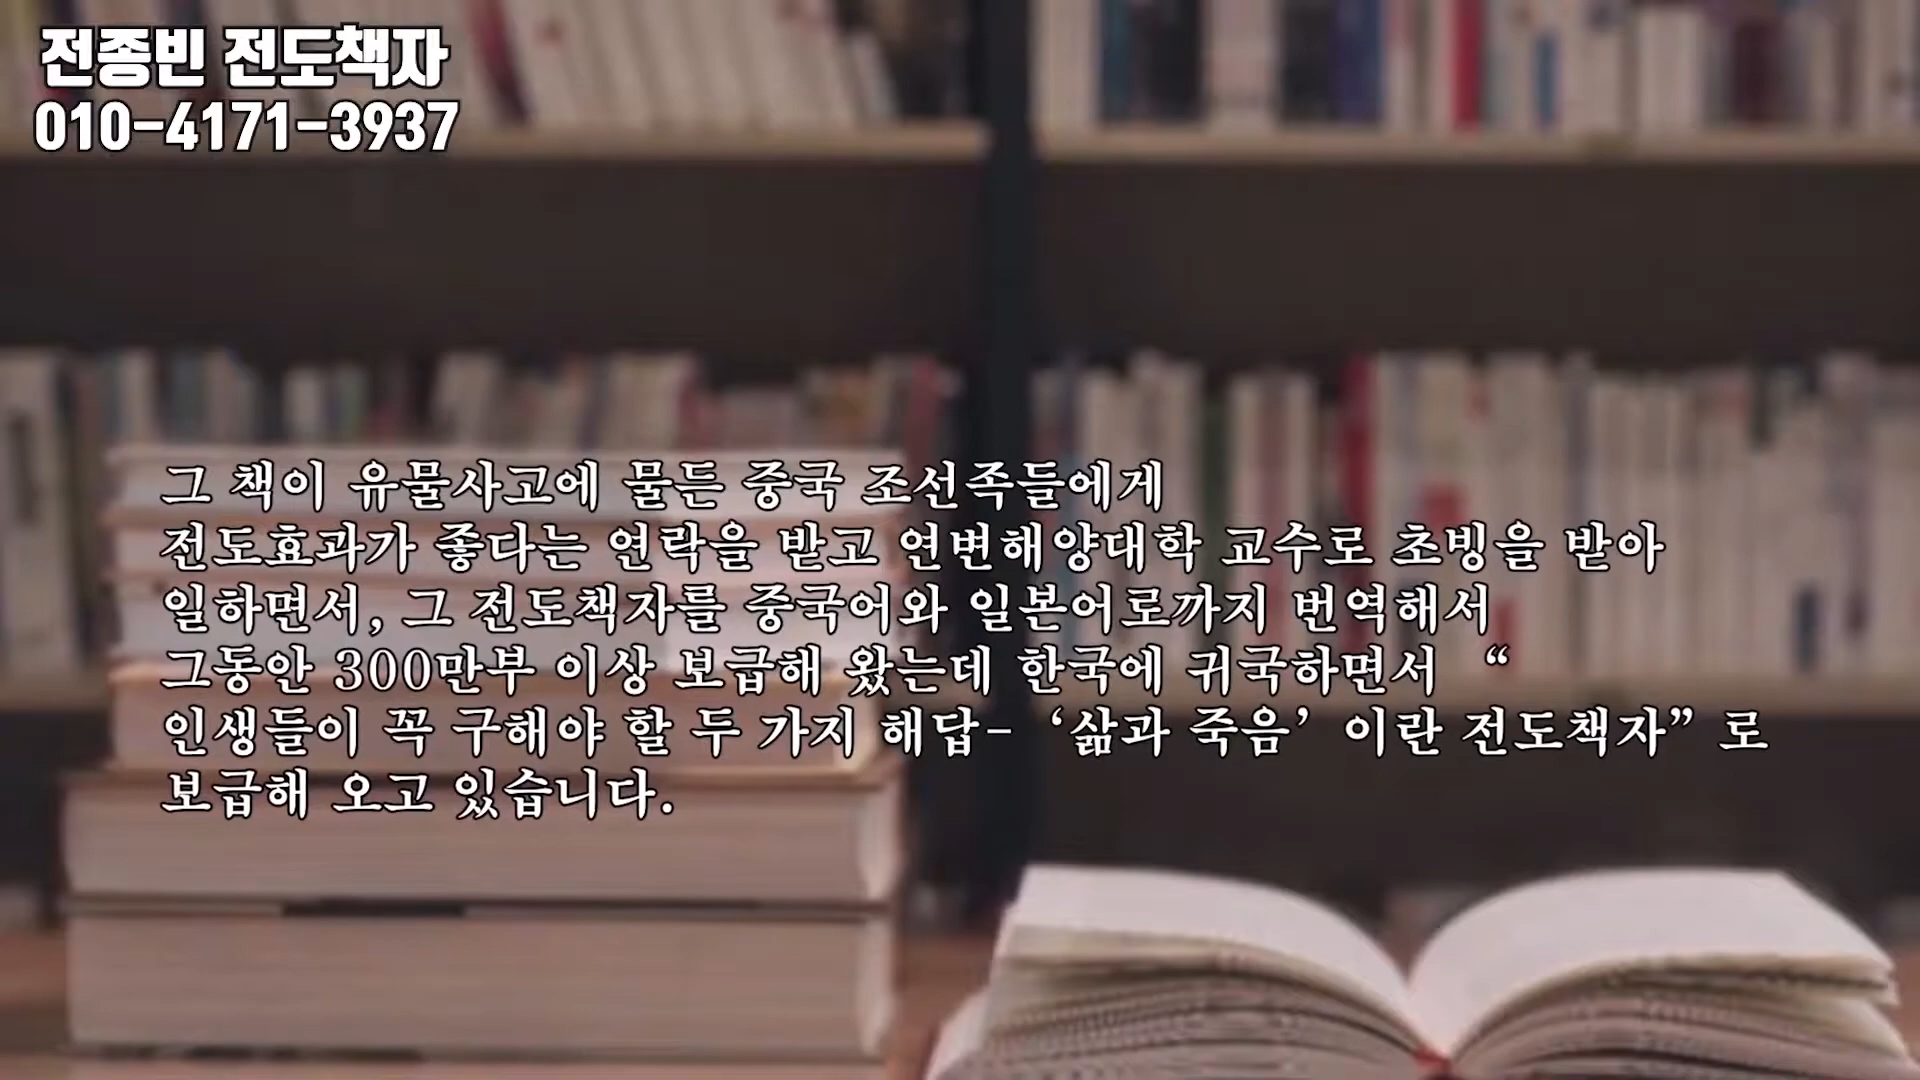 전종빈 전도책자
010-4171-3937
그 책이 유물사고에 물든 중국 조선족들에게
전도효과가 좋다는 연락을 받고 연변해양대학 교수로 초빙을 받아
일하면서, 그 전도책자를 중국어와 일본어로까지 번역해서
그동안 300만부 이상 보급해 왔는데 한국에 귀국하면서 “
인생들이 꼭 구해야 할 두 가지 해답- ‘삶과 죽음’ 이란 전도책자” 로
보급해 오고 있습니다.